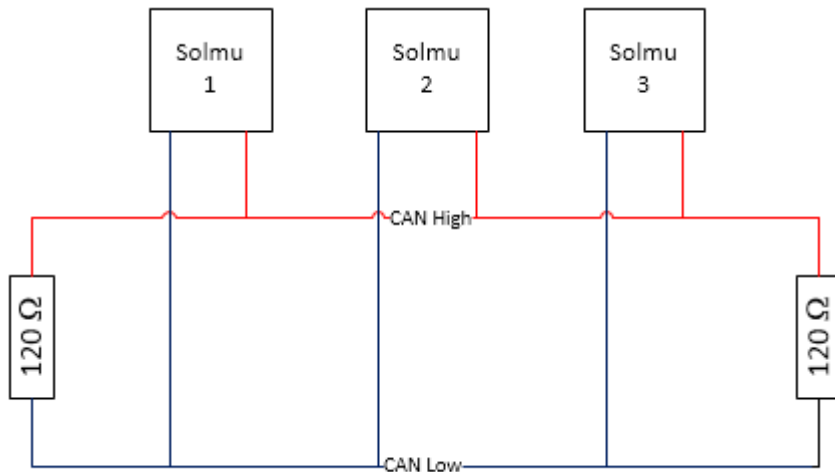 Solmu
1
Solmu
2
Solmu
3
CAN High
120 Ω
120 Ω
CAN Low